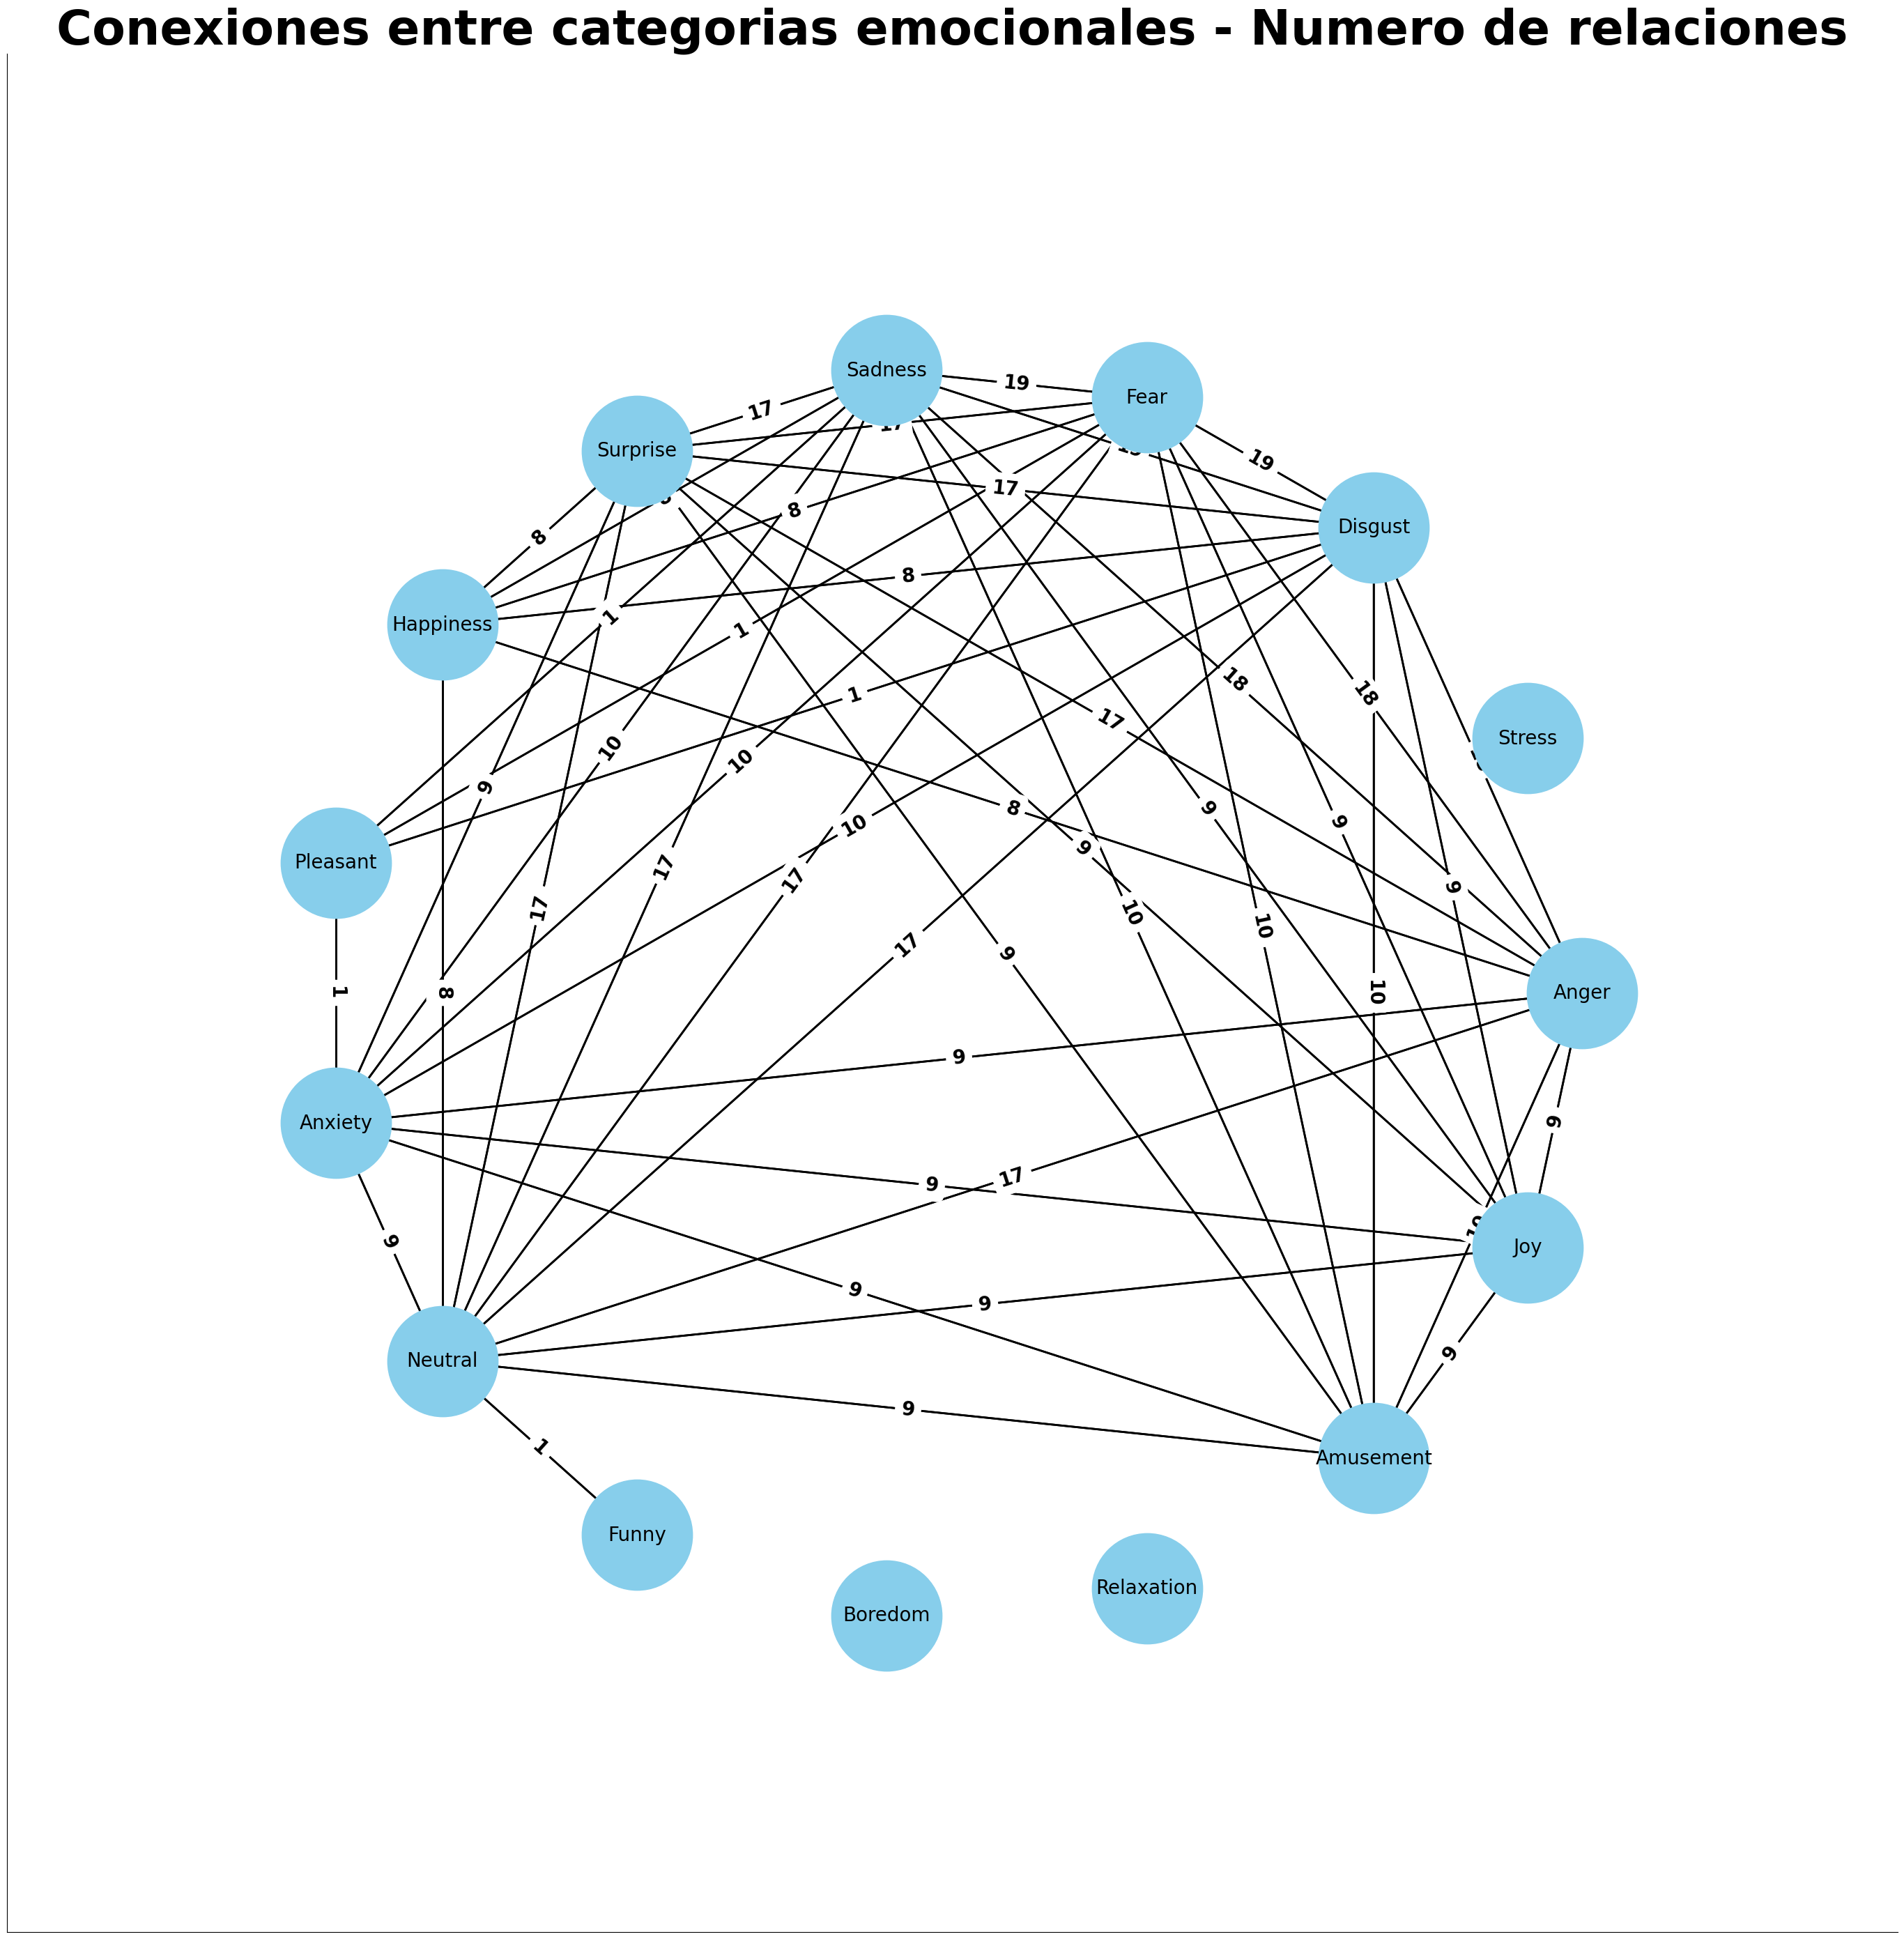 Conexiones entre categorias emocionales - Numero de relaciones
Sadness
19
Fear
17
Surprise
17
19
17
Disgust
8
8
8
Happiness
1
1
1
18
18
17
Stress
9
10
10
10
8
9
9
9
9
Pleasant
17
17
17
17
10
10
10
9
1
8
Anger
9
Anxiety
9
17
9
9
9
Joy
9
9
9
Neutral
1
Amusement
Funny
Relaxation
Boredom